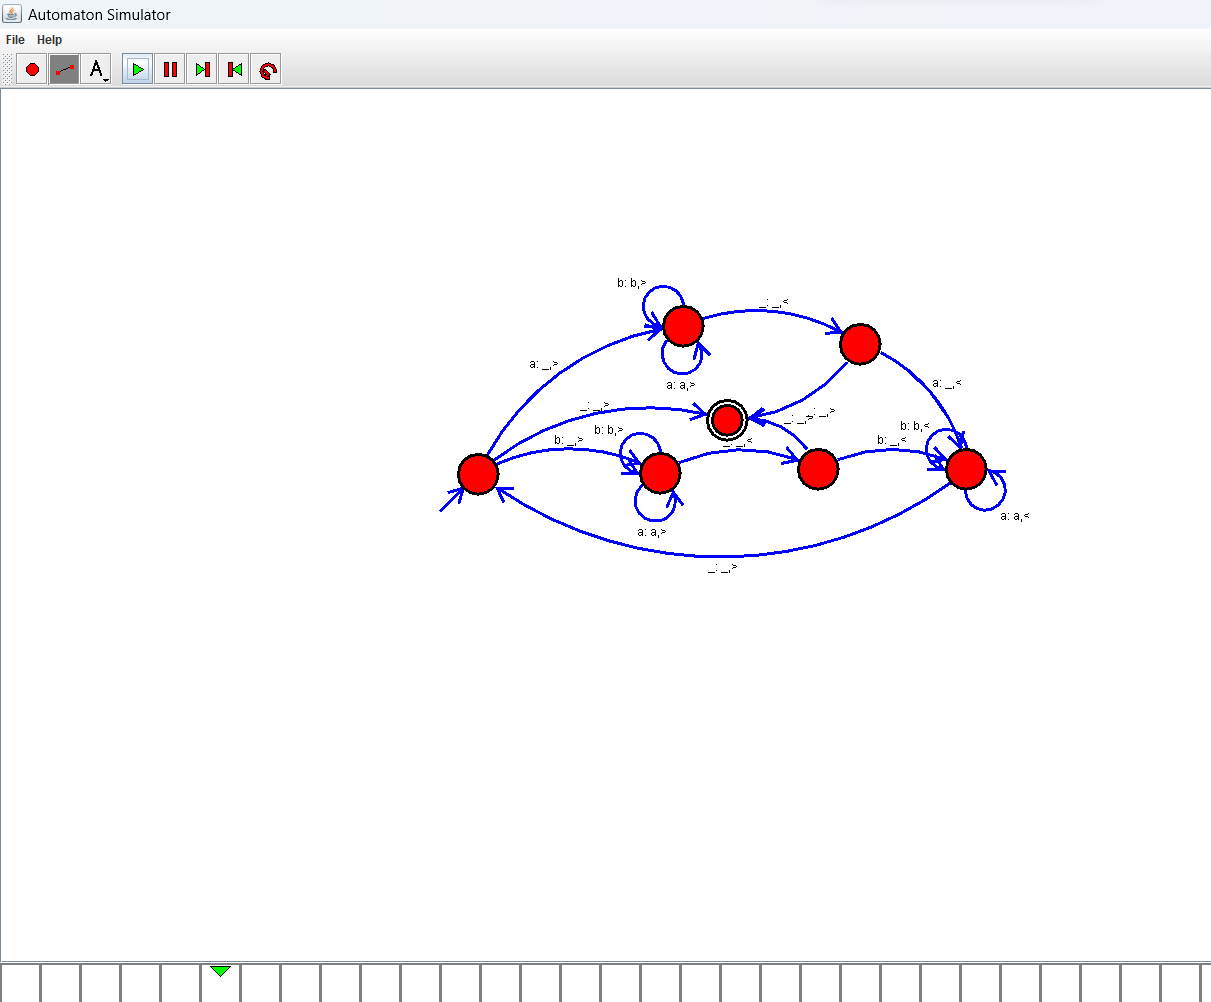 Automaton Simulator
File Help
A
b: b,>
_: _,<
a: _,>
a: a,>
a: _,<
_: _,>
_: _,>
_: _,>
b: b,>
b: _,>
_: _,<
b: _,<
b: b,<
a: a,>
a: a,<
_: _,>